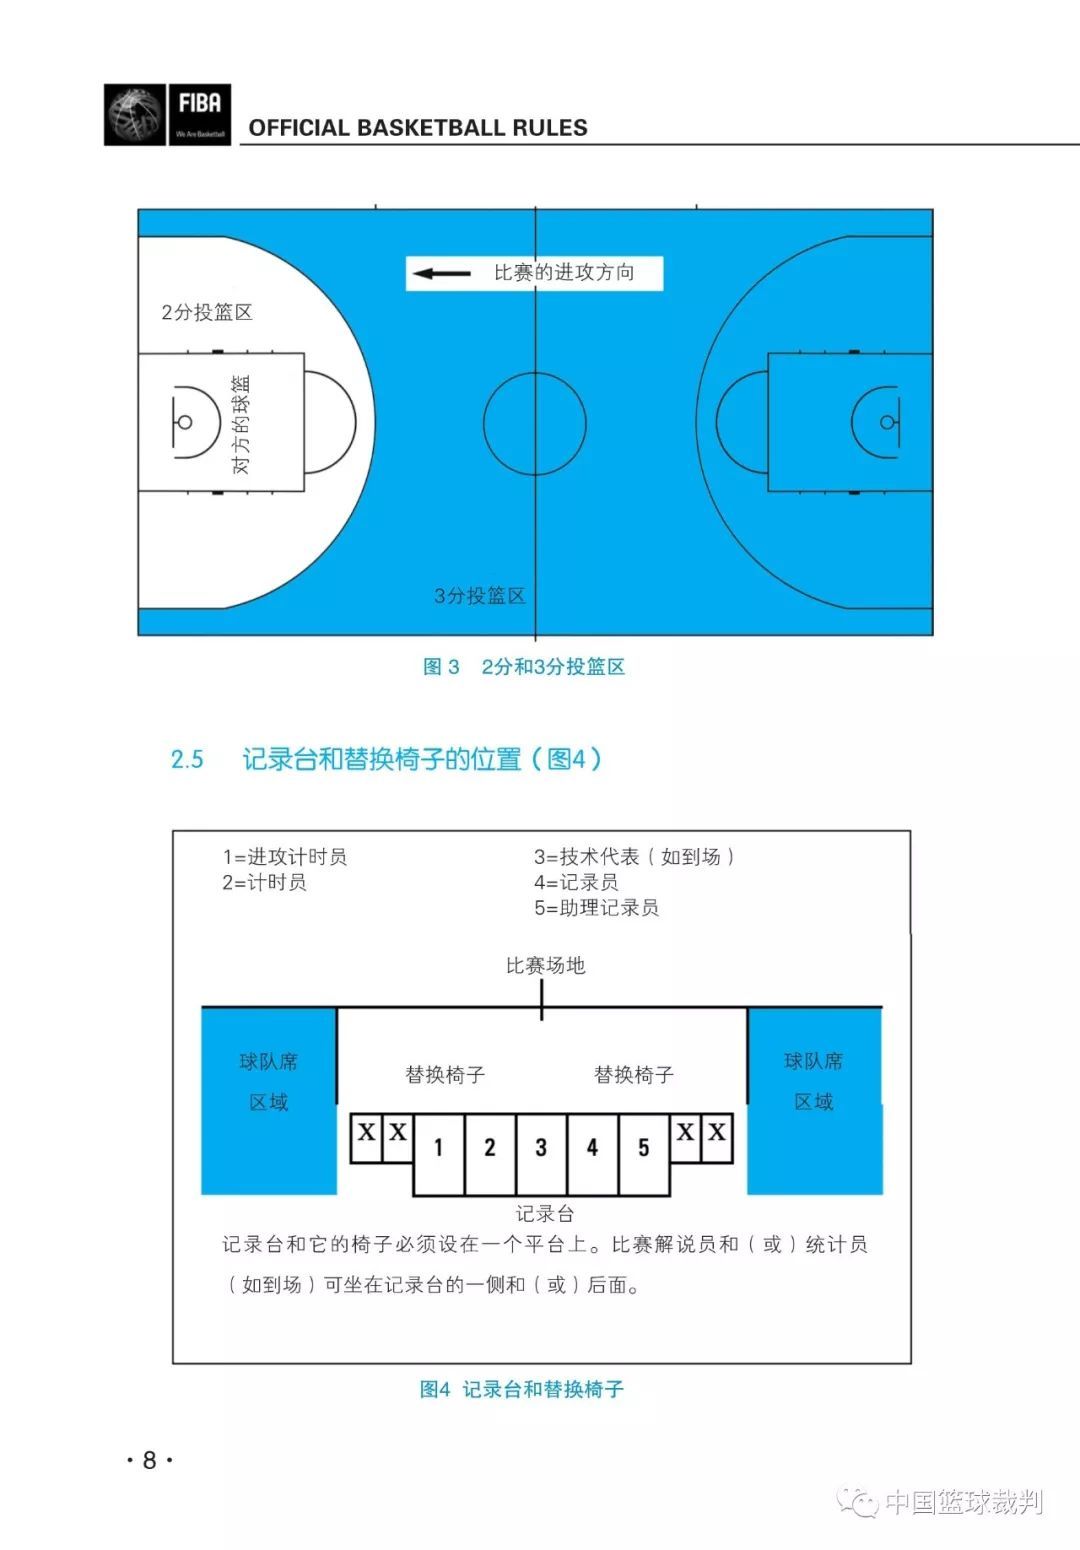 FIBA
We Are Basketball
OFFICIAL BASKETBALL RULES
比赛的进攻方向
2分投篮区
对方的球篮
3分投篮区
图 3 2分和3分投篮区
2.5 记录台和替换椅子的位置（图4）
1=进攻计时员
2=计时员
3=技术代表（如到场）
4=记录员
5=助理记录员
比赛场地
球队席
区域
替换椅子
替换椅子
球队席
区域
X X 1 2 3 4 5 X X
记录台
记录台和它的椅子必须设在一个平台上。比赛解说员和（或）统计员
（如到场）可坐在记录台的一侧和（或）后面。
图4 记录台和替换椅子
·8·
中国篮球裁判